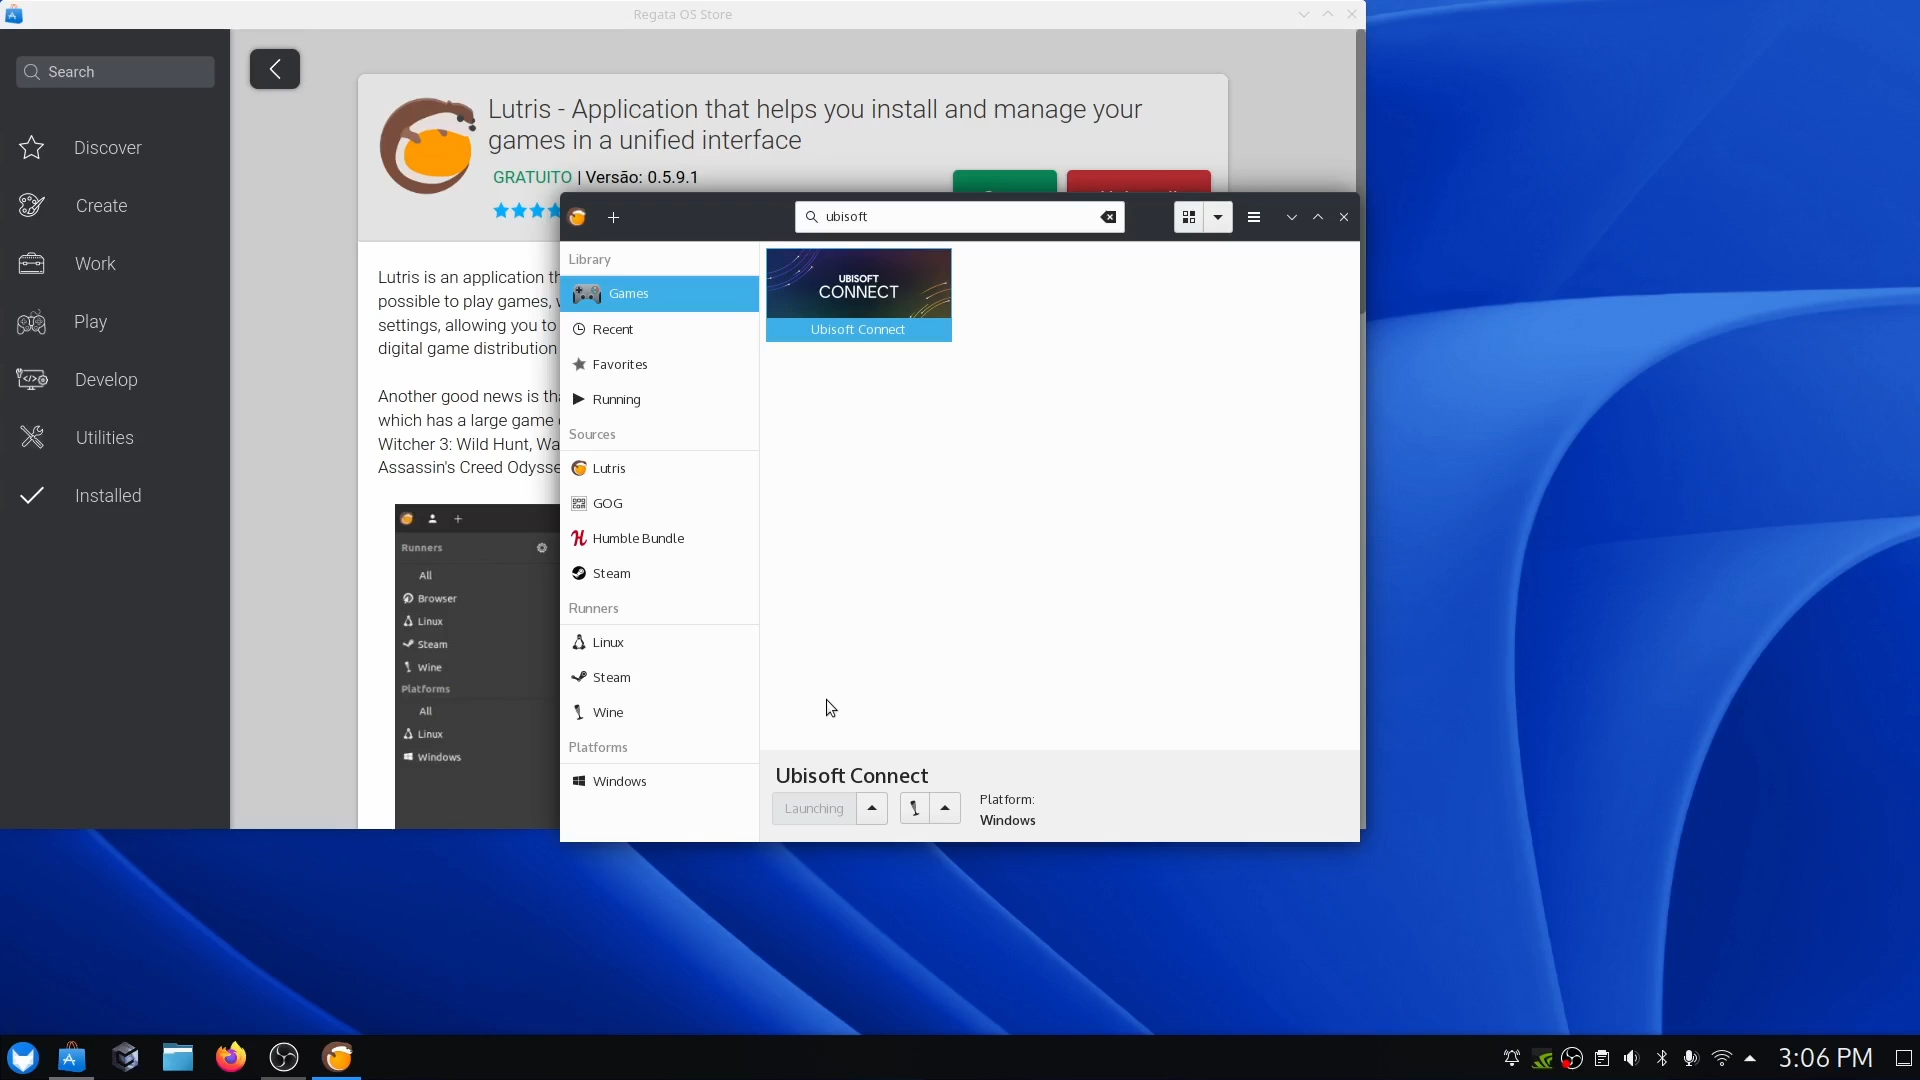 Regata OS Store
Search
Discover
Create
Work
Play
Develop
Utilities
Installed
Lutris - Application that helps you install and manage your
games in a unified interface
GRATUITO | Versão: 0.5.9.1
Lutris is an application
possible to play games,
settings, allowing you to
digital game distribution
Another good news is
which has a large game
Witcher 3: Wild Hunt,
Assassin's Creed
Runners
All
Browser
Linux
Steam
Wine
Platforms
All
Linux
Windows
ubisoft
Library
Games
Recent
Favorites
Running
Sources
Lutris
GOG
Humble Bundle
Steam
Runners
Linux
Steam
Wine
Platforms
Windows
UBISOFT
CONNECT
Ubisoft Connect
Ubisoft Connect
Launching
Platform:
Windows
3:06 PM